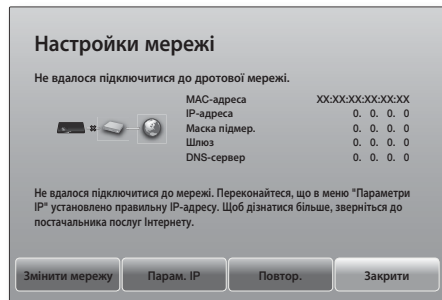 Настройки мережі
Не вдалося підключитися до дротової мережі.
MAC-адреса XX:XX:XX:XX:XX:XX
IP-адреса 0. 0. 0. 0
Маска підмер. 0. 0. 0. 0
Шлюз 0. 0. 0. 0
DNS-сервер 0. 0. 0. 0
Не вдалося підключитися до мережі. Переконайтеся, що в меню "Параметри
IP" установлено правильну IP-адресу. Щоб дізнатися більше, зверніться до
постачальника послуг Інтернету.
Змінити мережу Парам. IP Повтор. Закрити